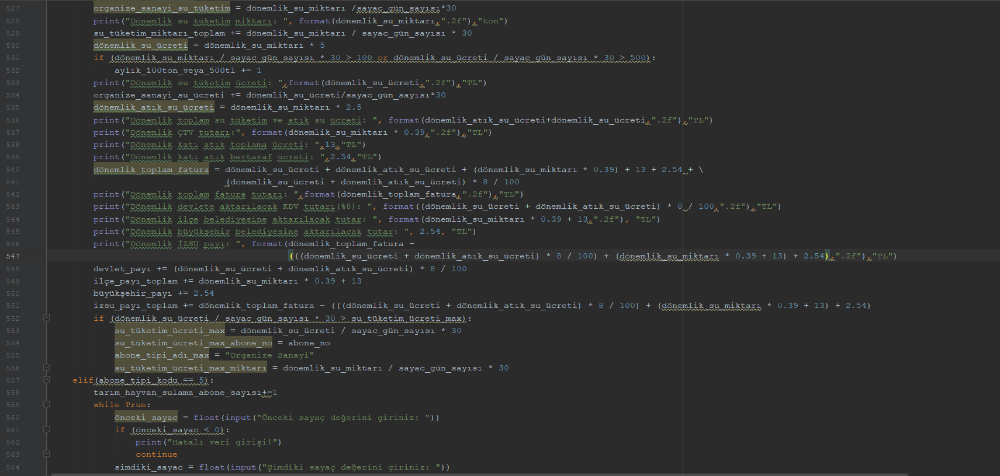 527 organize_sanayi_su_tüketim = dönemlik_su_miktarı /sayac_gün_sayısı*30
528 print("Dönemlik su tüketim miktarı: ", format(dönemlik_su_miktarı,".2f"),"ton")
529 su_tüketim_miktarı_toplam += dönemlik_su_miktarı / sayac_gün_sayısı * 30
530 dönemlik_su_ücreti = dönemlik_su_miktarı * 5
531 if (dönemlik_su_miktarı / sayac_gün_sayısı * 30 > 100 or dönemlik_su_ücreti / sayac_gün_sayısı * 30 > 500):
532 aylık_100ton_veya_500tl += 1
533 print("Dönemlik su tüketim ücreti: ",format(dönemlik_su_ücreti,".2f"),"TL")
534 organize_sanayi_su_ücreti += dönemlik_su_ücreti/sayac_gün_sayısı*30
535 dönemlik_atık_su_ücreti = dönemlik_su_miktarı * 2.5
536 print("Dönemlik toplam su tüketim ve atık su ücreti: ", format(dönemlik_atık_su_ücreti+dönemlik_su_ücreti,".2f"),"TL")
537 print("Dönemlik ÇTV tutarı:", format(dönemlik_su_miktarı * 0.39,".2f"),"TL")
538 print("Dönemlik katı atık toplama ücreti: ",13,"TL")
539 print("Dönemlik katı atık bertaraf ücreti: ",2.54,"TL")
540 dönemlik_toplam_fatura = dönemlik_su_ücreti + dönemlik_atık_su_ücreti + (dönemlik_su_miktarı * 0.39) + 13 + 2.54 + \
541 (dönemlik_su_ücreti + dönemlik_atık_su_ücreti) * 8 / 100
542 print("Dönemlik toplam fatura tutarı: ",format(dönemlik_toplam_fatura,".2f"),"TL")
543 print("Dönemlik devlete aktarılacak KDV tutarı(%8): ", format((dönemlik_su_ücreti + dönemlik_atık_su_ücreti) * 8 / 100,".2f"),"TL")
544 print("Dönemlik ilçe belediyesine aktarılacak tutar: ", format(dönemlik_su_miktarı * 0.39 + 13,".2f"), "TL")
545 print("Dönemlik büyükşehir belediyesine aktarılacak tutar: ", 2.54, "TL")
546 print("Dönemlik İZSU payı: ", format(dönemlik_toplam_fatura -
547 (((dönemlik_su_ücreti + dönemlik_atık_su_ücreti) * 8 / 100) + (dönemlik_su_miktarı * 0.39 + 13) + 2.54),".2f"),"TL")
548 devlet_payı += (dönemlik_su_ücreti + dönemlik_atık_su_ücreti) * 8 / 100
549 ilçe_payı_toplam += dönemlik_su_miktarı * 0.39 + 13
550 büyükşehir_payı += 2.54
551 izsu_payı_toplam += dönemlik_toplam_fatura - (((dönemlik_su_ücreti + dönemlik_atık_su_ücreti) * 8 / 100) + (dönemlik_su_miktarı * 0.39 + 13) + 2.54)
552 if (dönemlik_su_ücreti / sayac_gün_sayısı * 30 > su_tüketim_ücreti_max):
553 su_tüketim_ücreti_max = dönemlik_su_ücreti / sayac_gün_sayısı * 30
554 su_tüketim_ücreti_max_abone_no = abone_no
555 abone_tipi_adı_max = "Organize Sanayi"
556 su_tüketim_ücreti_max_miktarı = dönemlik_su_miktarı / sayac_gün_sayısı * 30
557 elif(abone_tipi_kodu == 5):
558 tarım_hayvan_sulama_abone_sayısı+=1
559 while True:
560 önceki_sayac = float(input("Önceki sayaç değerini giriniz: "))
561 if (önceki_sayac < 0):
562 print("Hatalı veri girişi!")
563 continue
564 simdiki_sayac = float(input("Şimdiki sayaç değerini giriniz: "))